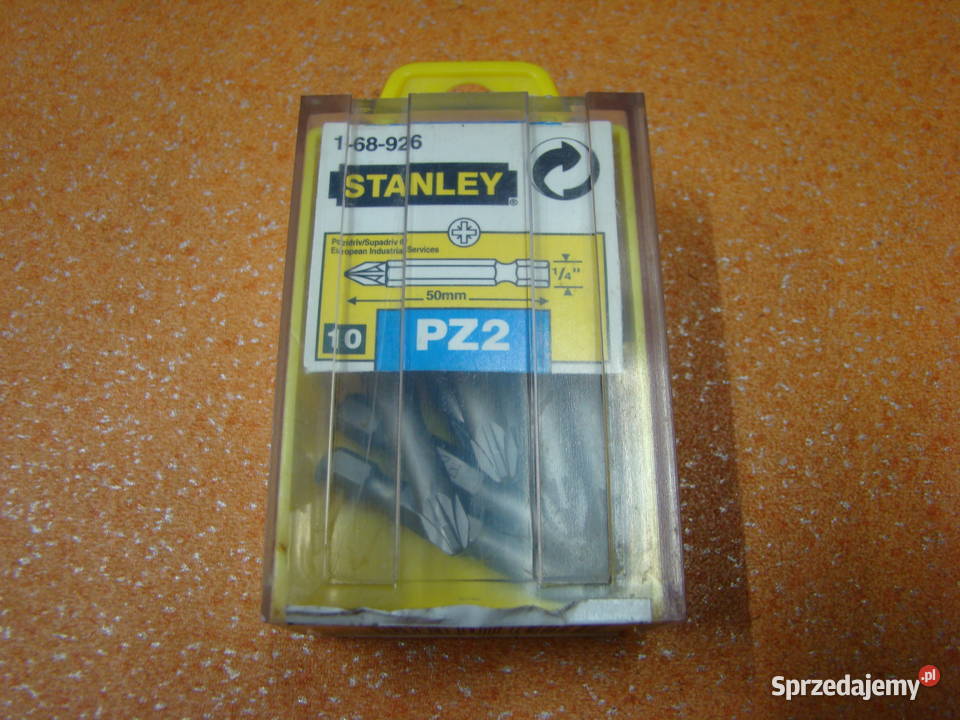 1-68-926
STANLEY®
Pozidriv/Supadriv ®
European Industrial Services
1/4"
50mm
10
PZ2
Sprzedajemy.pl